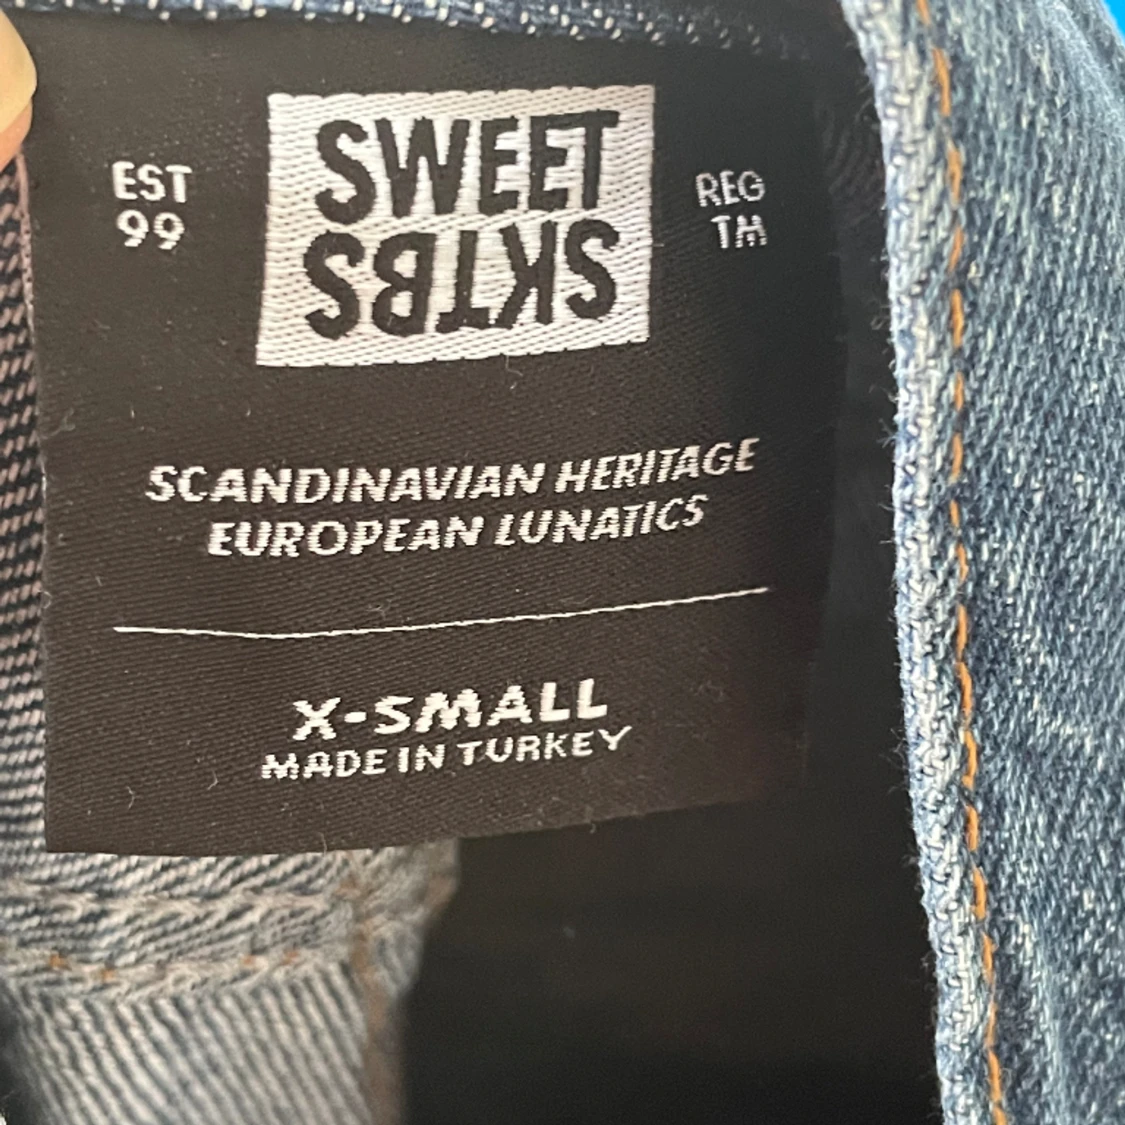 SWEET
SKTBS
EST
99
REG
TM
SCANDINAVIAN HERITAGE
EUROPEAN LUNATICS
X-SMALL
MADE IN TURKEY